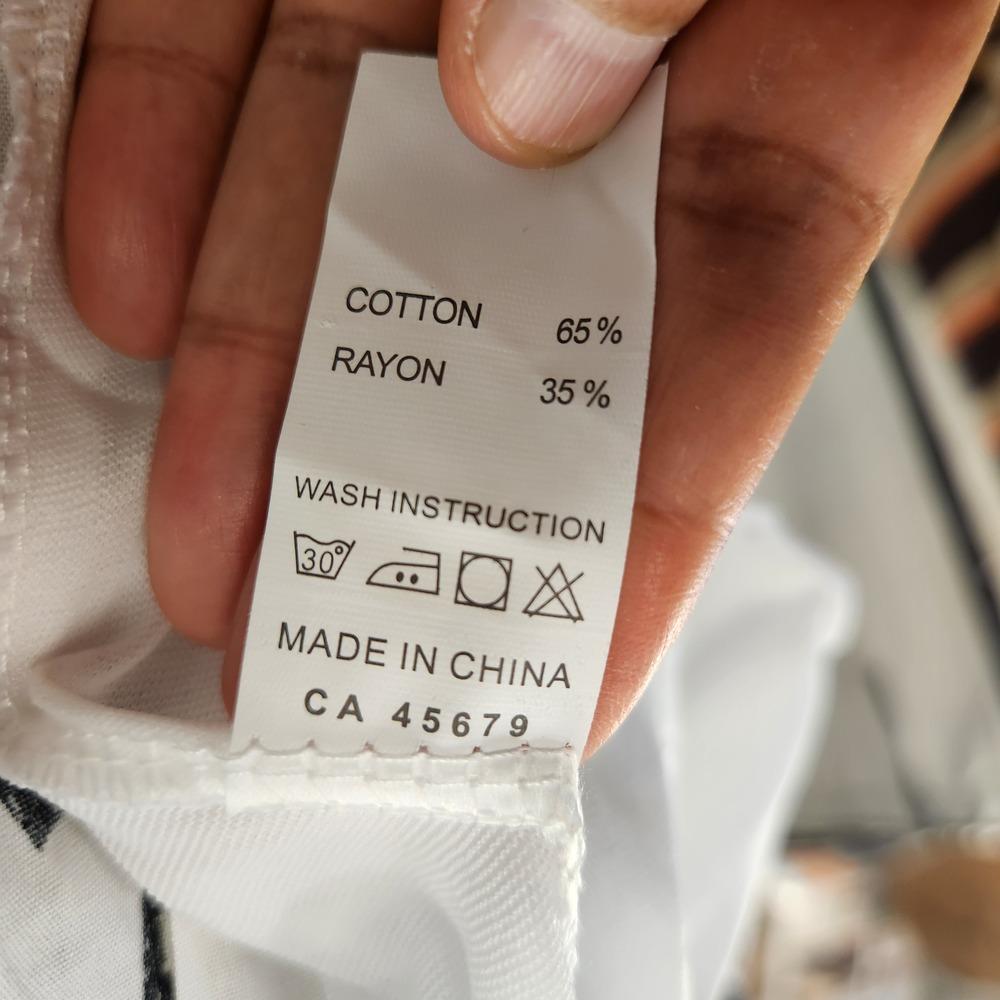 COTTON 65%
RAYON 35%
WASH INSTRUCTION
30°
MADE IN CHINA
CA 45679